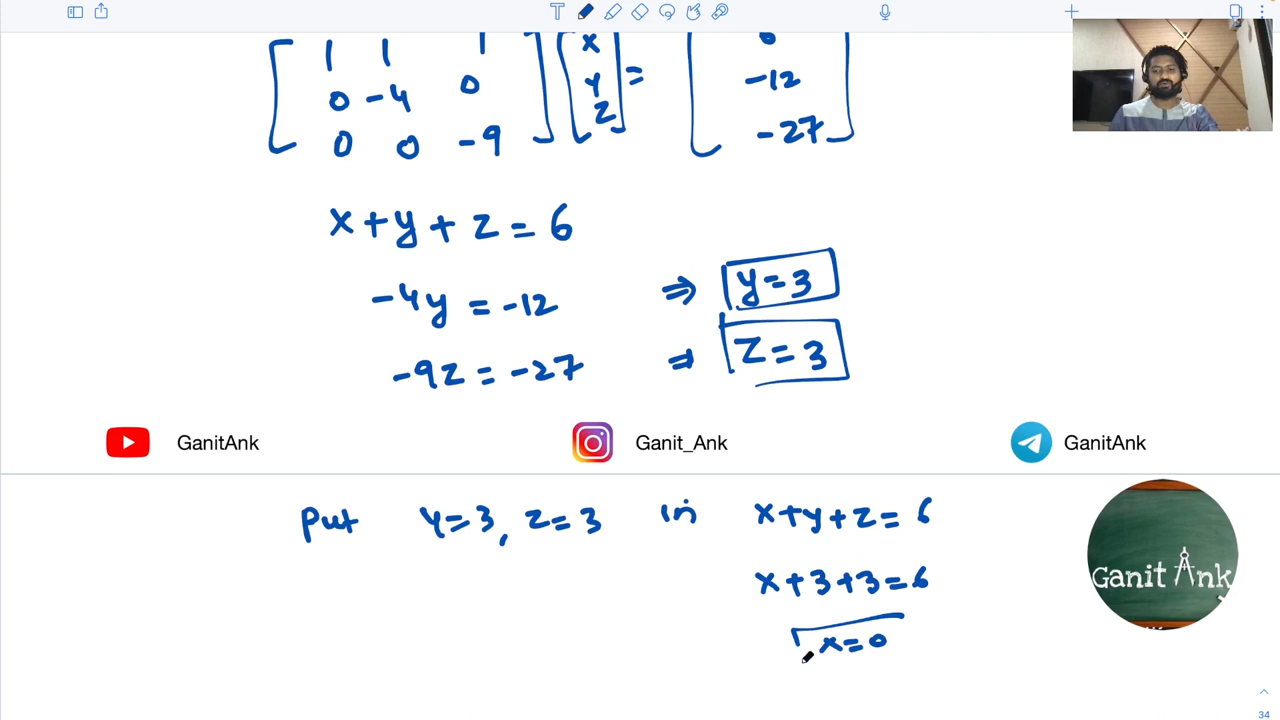 1 1 1 x 6
0 -4 0 y = -12
0 0 -9 z -27
x + y + z = 6
-4y = -12 ⇒ y = 3
-9z = -27 ⇒ z = 3
GanitAnk Ganit_Ank GanitAnk
Put y=3, z=3 in x+y+z=6
x+3+3=6
x=0
Ganit Ank
34